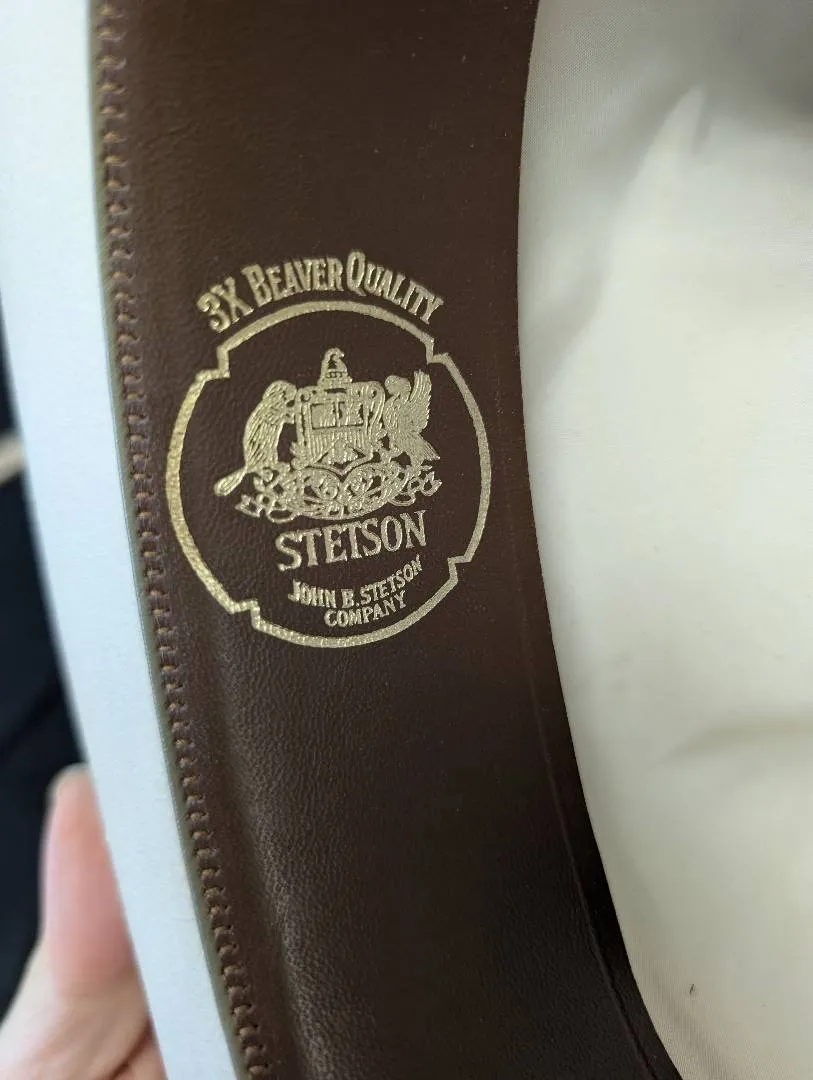 3X BEAVER QUALITY
STETSON
JOHN B. STETSON
COMPANY